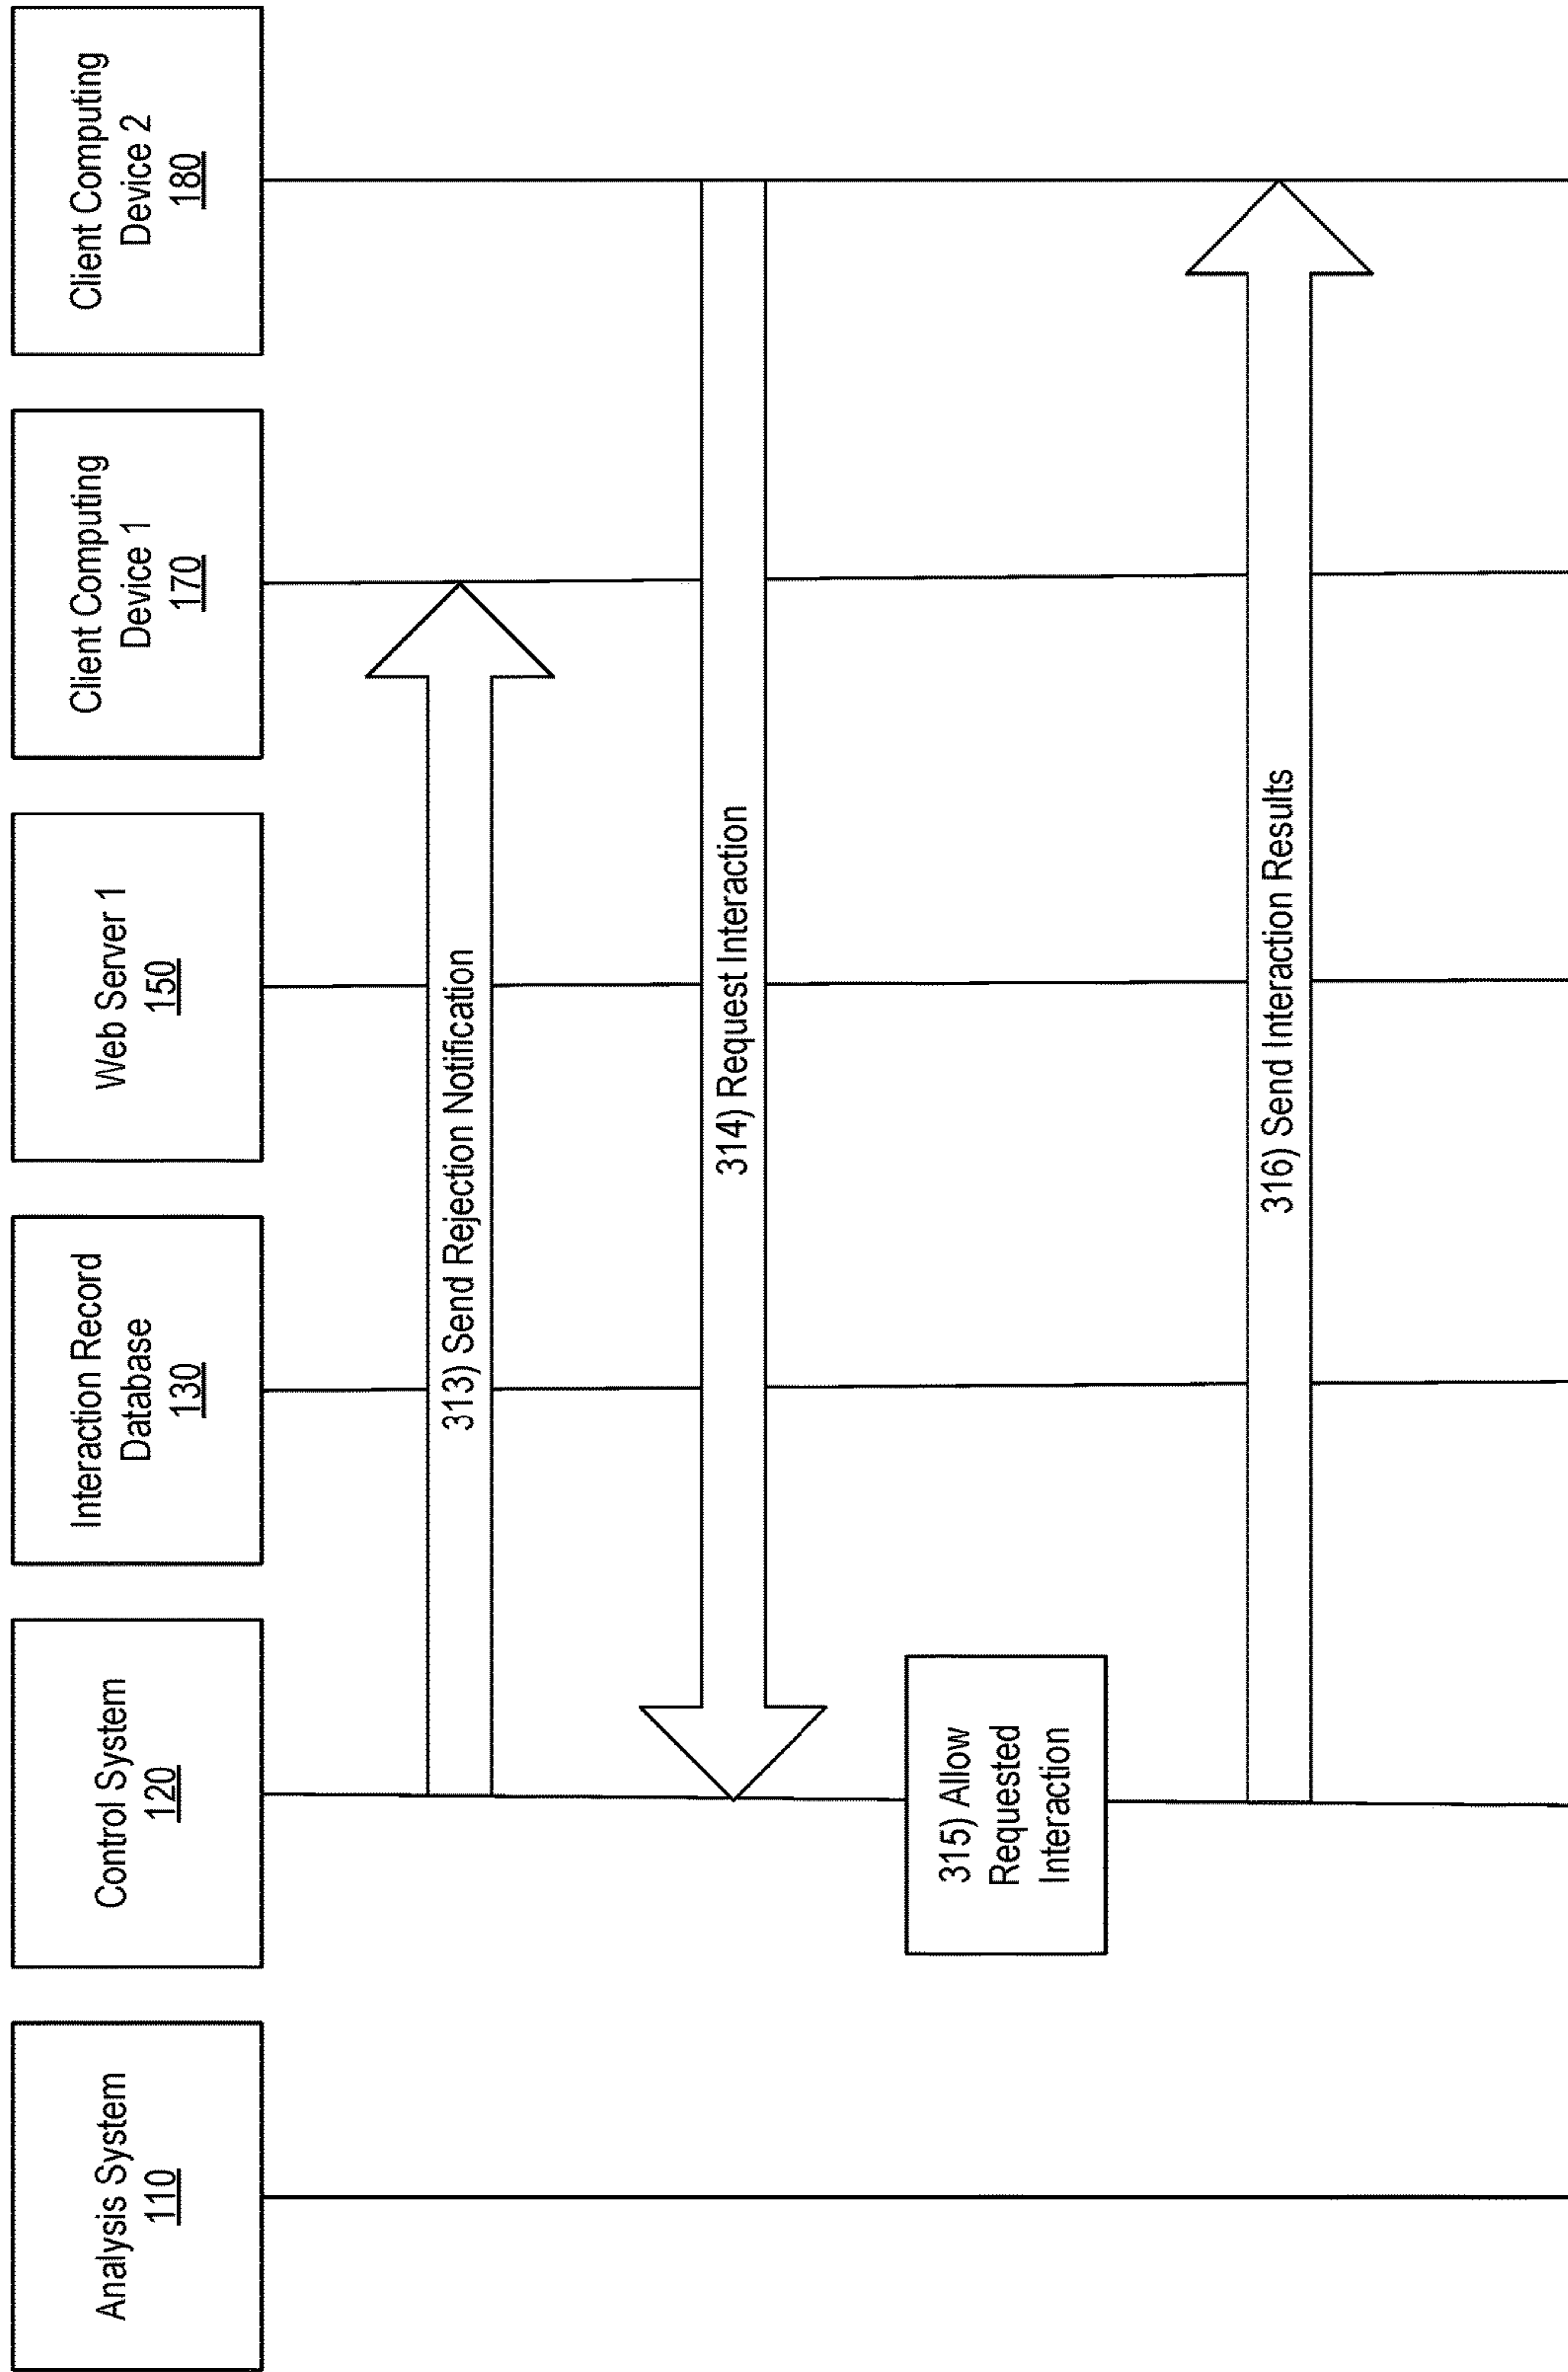 Analysis System
110
Control System
120
Interaction Record
Database
130
Web Server 1
150
Client Computing
Device 1
170
Client Computing
Device 2
180
313) Send Rejection Notification
314) Request Interaction
315) Allow
Requested
Interaction
316) Send Interaction Results